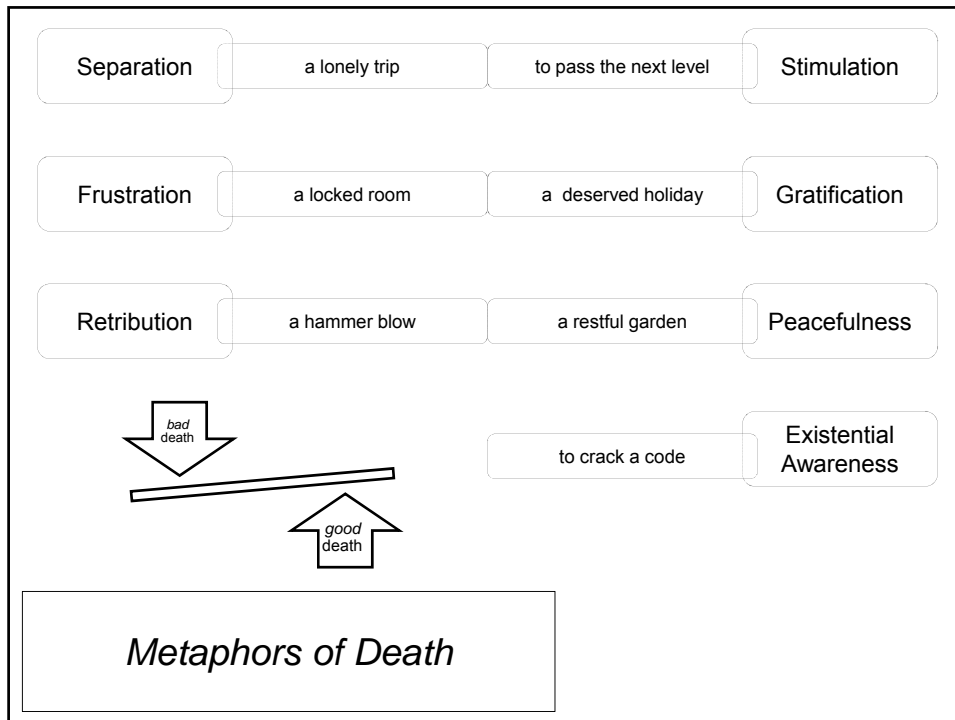 Separation
a lonely trip
to pass the next level
Stimulation
Frustration
a locked room
a deserved holiday
Gratification
Retribution
a hammer blow
a restful garden
Peacefulness
bad
death
to crack a code
Existential
Awareness
good
death
Metaphors of Death